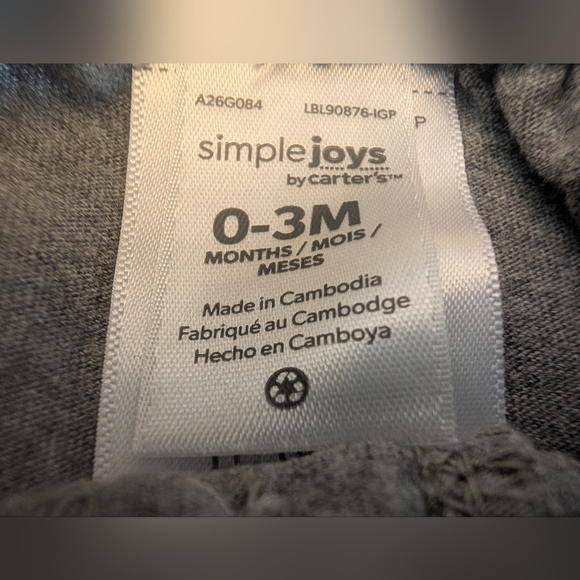 A26G084 LBL90876-IGP
P
simple joys
by carter's™
0-3M
MONTHS / MOIS /
MESES
Made in Cambodia
Fabriqué au Cambodge
Hecho en Camboya